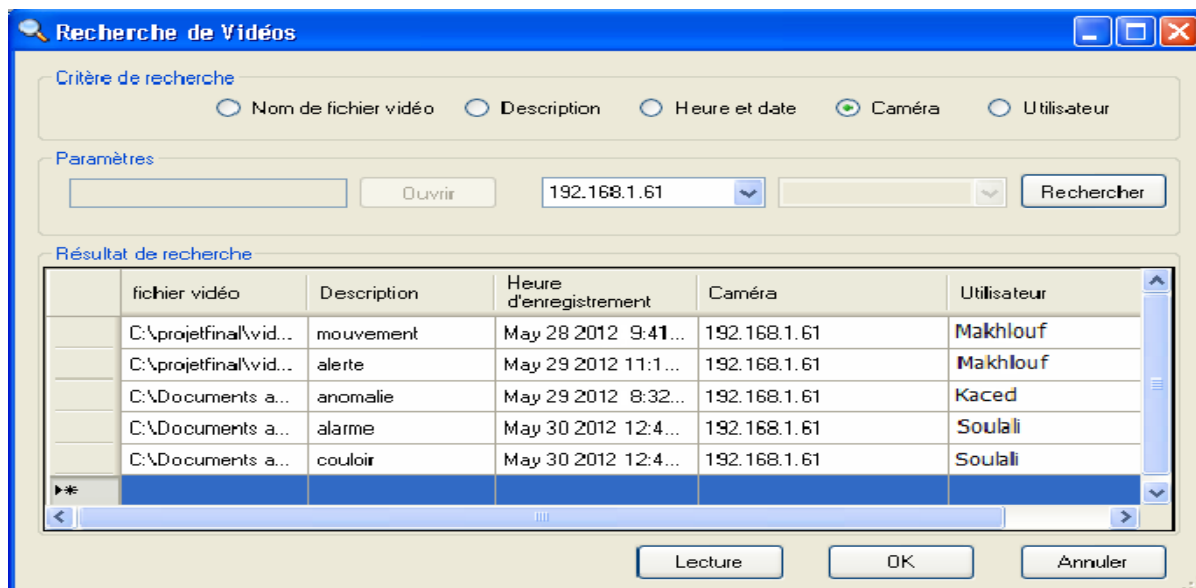 Recherche de Vidéos
Critère de recherche
Nom de fichier vidéo Description Heure et date Caméra Utilisateur
Paramètres
Ouvrir 192.168.1.61 Rechercher
Résultat de recherche
fichier vidéo Description Heure d'enregistrement Caméra Utilisateur
C:\projetfinal\vid... mouvement May 28 2012 9:41... 192.168.1.61 Makhlouf
C:\projetfinal\vid... alerte May 29 2012 11:1... 192.168.1.61 Makhlouf
C:\Documents a... anomalie May 29 2012 8:32... 192.168.1.61 Kaced
C:\Documents a... alarme May 30 2012 12:4... 192.168.1.61 Soulali
C:\Documents a... couloir May 30 2012 12:4... 192.168.1.61 Soulali
Lecture OK Annuler